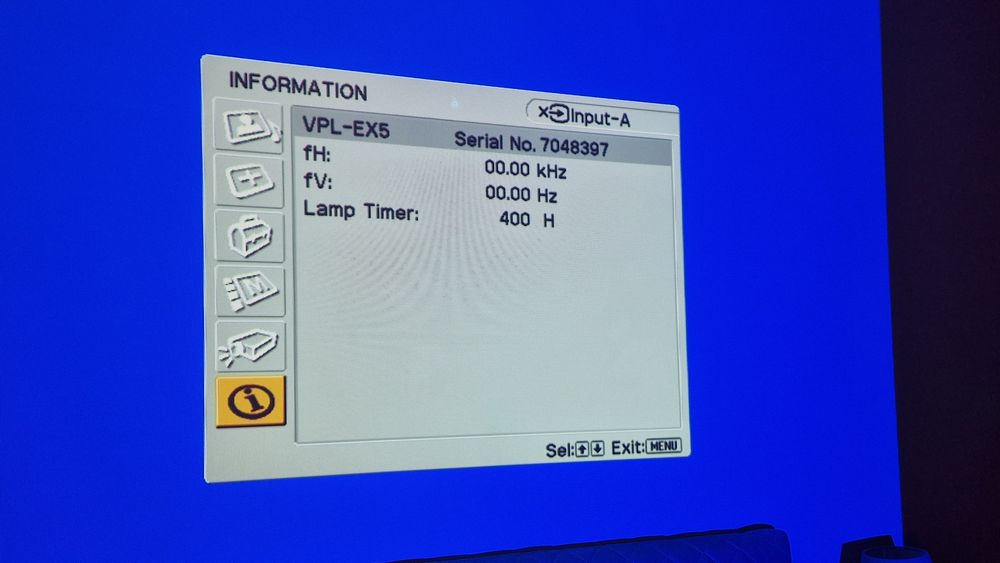 INFORMATION
Input-A
VPL-EX5 Serial No. 7048397
fH: 00.00 kHz
fV: 00.00 Hz
Lamp Timer: 400 H
M
Sel: Exit: MENU